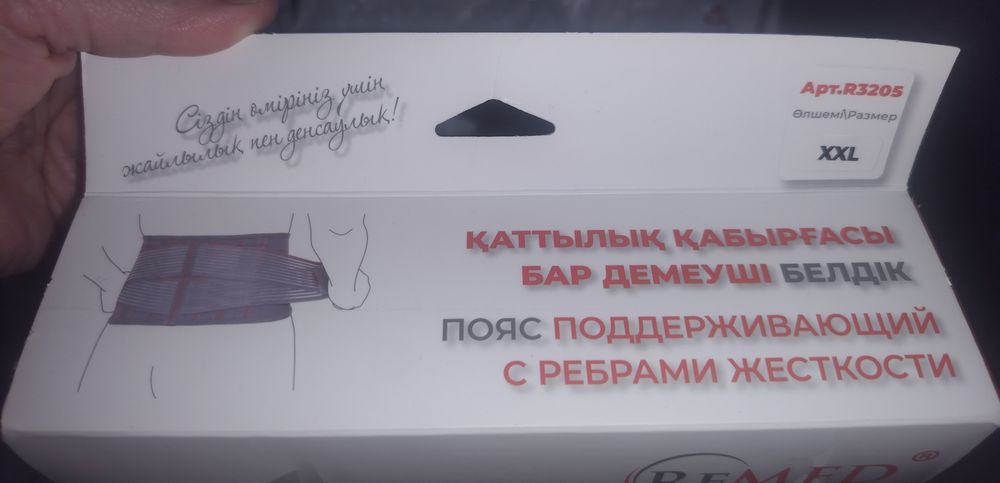 Сіздің өміріңіз үшін
жайлылық пен денсаулық!
Арт.R3205
Өлшемі\Размер
XXL
ҚАТТЫЛЫҚ ҚАБЫРҒАСЫ
БАР ДЕМЕУШІ БЕЛДІК
ПОЯС ПОДДЕРЖИВАЮЩИЙ
С РЕБРАМИ ЖЕСТКОСТИ
REMED®